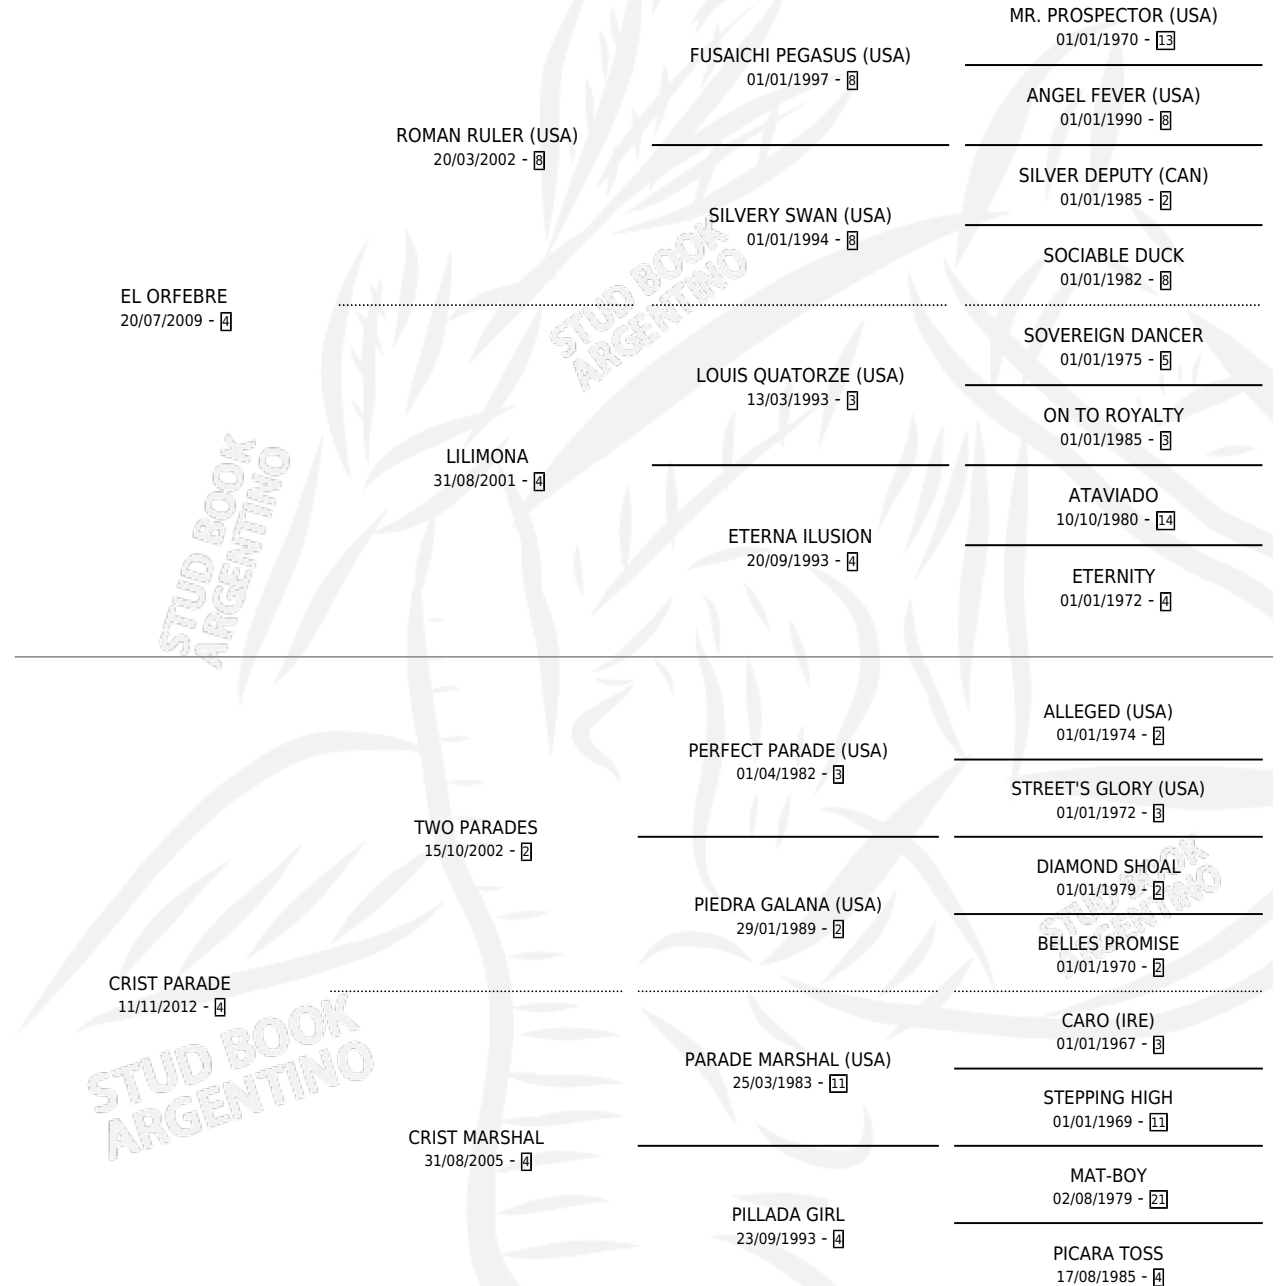 MR. PROSPECTOR (USA)
01/01/1970 - 13
FUSAICHI PEGASUS (USA)
01/01/1997 - 8
ANGEL FEVER (USA)
01/01/1990 - 8
ROMAN RULER (USA)
20/03/2002 - 8
SILVER DEPUTY (CAN)
01/01/1985 - 2
SILVERY SWAN (USA)
01/01/1994 - 8
SOCIABLE DUCK
01/01/1982 - 8
EL ORFEBRE
20/07/2009 - 4
SOVEREIGN DANCER
01/01/1975 - 5
LOUIS QUATORZE (USA)
13/03/1993 - 3
ON TO ROYALTY
01/01/1985 - 3
LILIMONA
31/08/2001 - 4
ATAVIADO
10/10/1980 - 14
ETERNA ILUSION
20/09/1993 - 4
ETERNITY
01/01/1972 - 4
ALLEGED (USA)
01/01/1974 - 2
PERFECT PARADE (USA)
01/04/1982 - 3
STREET'S GLORY (USA)
01/01/1972 - 3
TWO PARADES
15/10/2002 - 2
DIAMOND SHOAL
01/01/1979 - 2
PIEDRA GALANA (USA)
29/01/1989 - 2
BELLES PROMISE
01/01/1970 - 2
CRIST PARADE
11/11/2012 - 4
CARO (IRE)
01/01/1967 - 3
PARADE MARSHAL (USA)
25/03/1983 - 11
STEPPING HIGH
01/01/1969 - 11
CRIST MARSHAL
31/08/2005 - 4
MAT-BOY
02/08/1979 - 21
PILLADA GIRL
23/09/1993 - 4
PICARA TOSS
17/08/1985 - 4
STUD BOOK
ARGENTINO
STUD BOOK
ARGENTINO
STUD BOOK
ARGENTINO
STUD BOOK
ARGENTINO